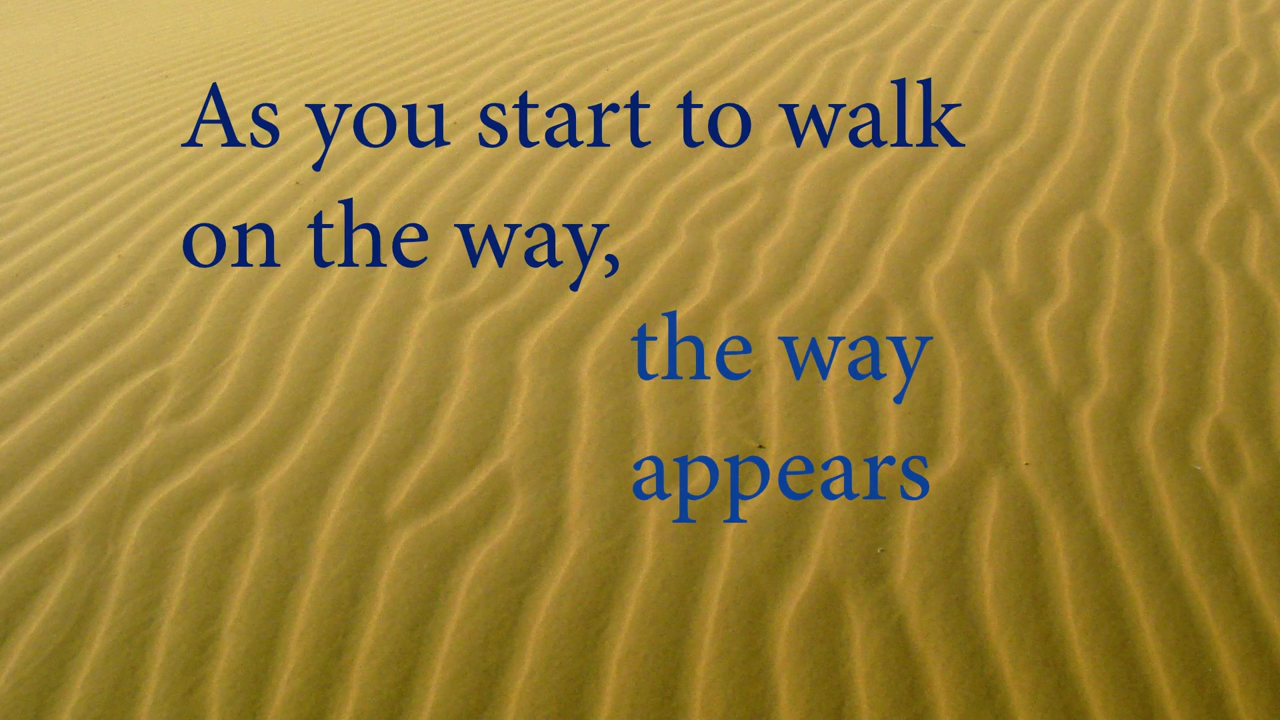 As you start to walk
on the way,
the way
appears